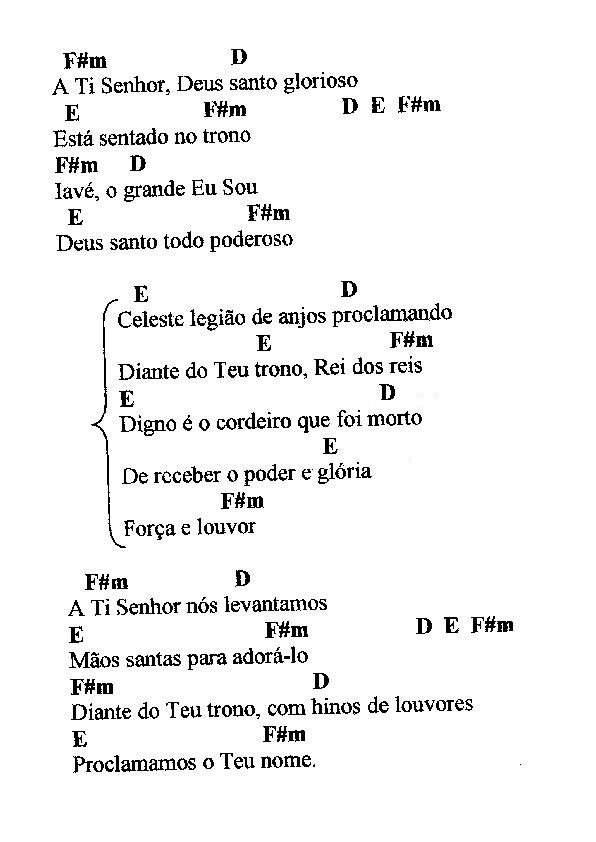 F#m D
A Ti Senhor, Deus santo glorioso
E F#m D E F#m
Está sentado no trono
F#m D
Iavé, o grande Eu Sou
E F#m
Deus santo todo poderoso
E D
Celeste legião de anjos proclamando
E F#m
Diante do Teu trono, Rei dos reis
E D
Digno é o cordeiro que foi morto
E
De receber o poder e glória
F#m
Força e louvor
F#m D
A Ti Senhor nós levantamos
E F#m D E F#m
Mãos santas para adorá-lo
F#m D
Diante do Teu trono, com hinos de louvores
E F#m
Proclamamos o Teu nome.